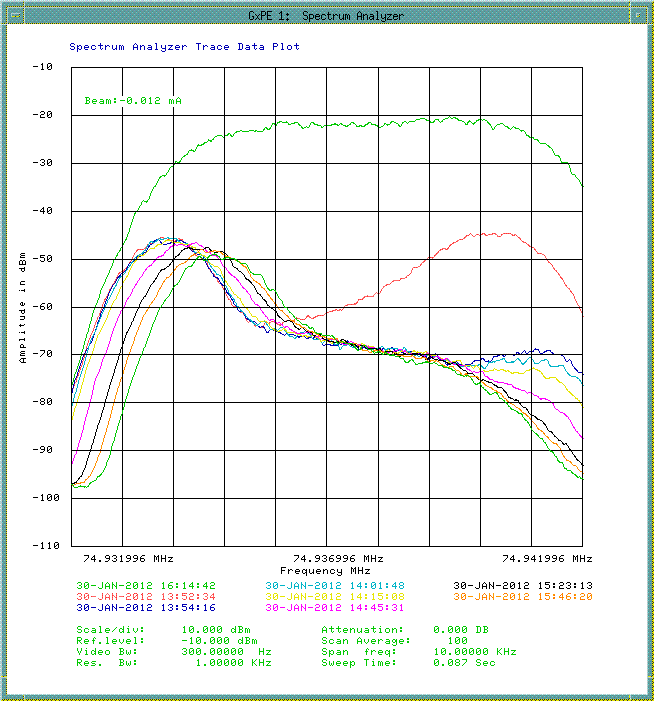 GxPE 1: Spectrum Analyzer
Spectrum Analyzer Trace Data Plot
-10
Beam:-0.012 mA
-20
-30
-40
-50
-60
-70
-80
-90
-100
-110
Amplitude in dBm
74.931996 MHz 74.936996 MHz 74.941996 MHz
Frequency MHz
30-JAN-2012 16:14:42 30-JAN-2012 14:01:48 30-JAN-2012 15:23:13
30-JAN-2012 13:52:34 30-JAN-2012 14:15:08 30-JAN-2012 15:46:20
30-JAN-2012 13:54:16 30-JAN-2012 14:45:31
Scale/div: 10.000 dBm Attenuation: 0.000 DB
Ref.level: -10.000 dBm Scan Average: 100
Video Bw: 300.00000 Hz Span freq: 10.00000 KHz
Res. Bw: 1.00000 KHz Sweep Time: 0.087 Sec